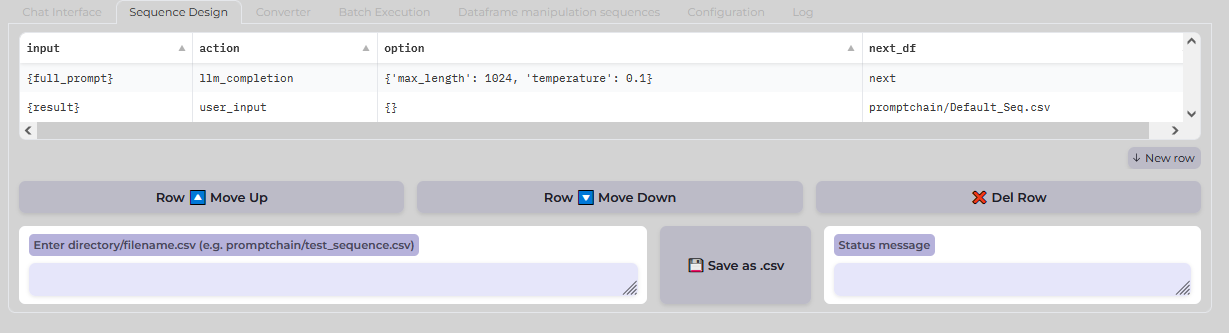 Chat Interface Sequence Design Converter Batch Execution Dataframe manipulation sequences Configuration Log
input action option next_df
{full_prompt} llm_completion {'max_length': 1024, 'temperature': 0.1} next
{result} user_input {} promptchain/Default_Seq.csv
↓ New row
Row 🔼 Move Up Row 🔽 Move Down ❌ Del Row
Enter directory/filename.csv (e.g. promptchain/test_sequence.csv) 💾 Save as .csv Status message